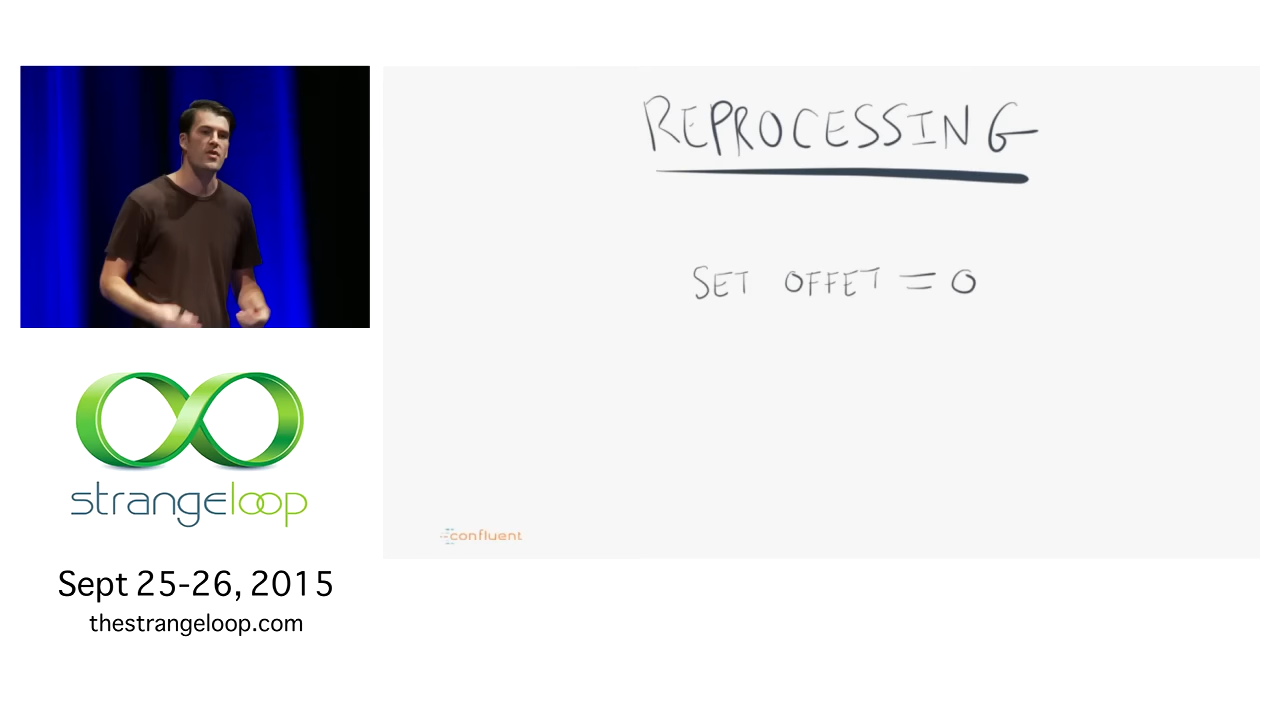 REPROCESSING
SET OFFET = 0
confluent
strangeloop
Sept 25-26, 2015
thestrangeloop.com